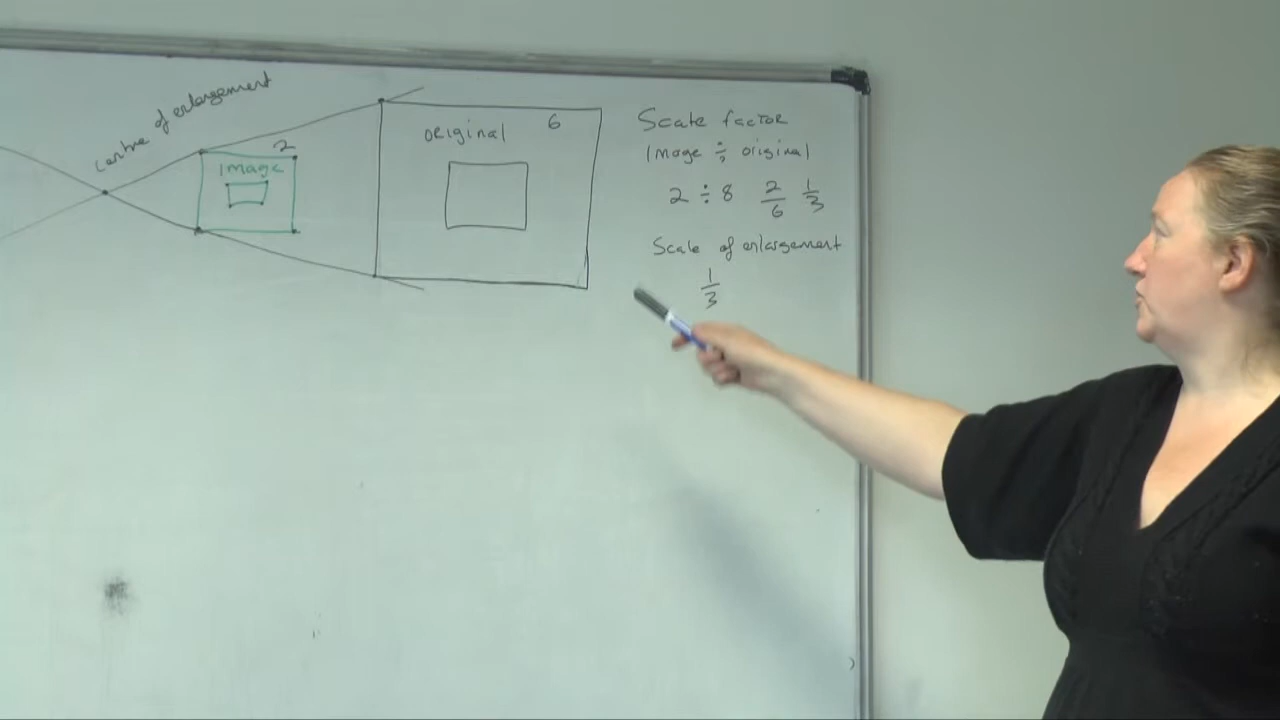 centre of enlargement
image
2
original
6
Scale factor
Image ÷ original
2 ÷ 8 2/6 1/3
Scale of enlargement
1/3